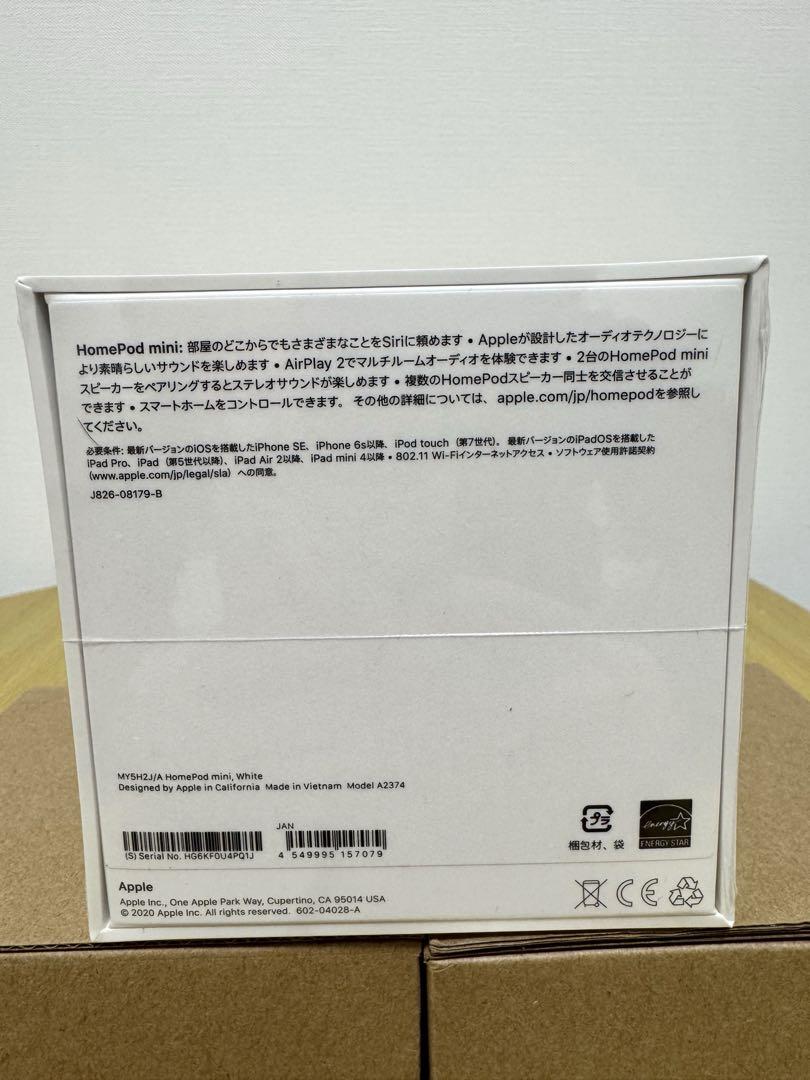 HomePod mini: 部屋のどこからでもさまざまなことをSiriに頼めます • Appleが設計したオーディオテクノロジーに
より素晴らしいサウンドを楽しめます • AirPlay 2でマルチルームオーディオを体験できます • 2台のHomePod mini
スピーカーをペアリングするとステレオサウンドが楽しめます • 複数のHomePodスピーカー同士を交信させることが
できます • スマートホームをコントロールできます。 その他の詳細については、apple.com/jp/homepodを参照し
てください。
必要条件: 最新バージョンのiOSを搭載したiPhone SE、iPhone 6s以降、iPod touch（第7世代）。 最新バージョンのiPadOSを搭載した
iPad Pro、iPad（第5世代以降）、iPad Air 2以降、iPad mini 4以降 • 802.11 Wi-Fiインターネットアクセス • ソフトウェア使用許諾契約
（www.apple.com/jp/legal/sla）への同意。
J826-08179-B
MY5H2J/A HomePod mini, White
Designed by Apple in California Made in Vietnam Model A2374
JAN
(S) Serial No. HG6KF0U4PQ1J
4 549995 157079
プラ
梱包材、袋
energy
ENERGY STAR
Apple
Apple Inc., One Apple Park Way, Cupertino, CA 95014 USA
© 2020 Apple Inc. All rights reserved. 602-04028-A
CE